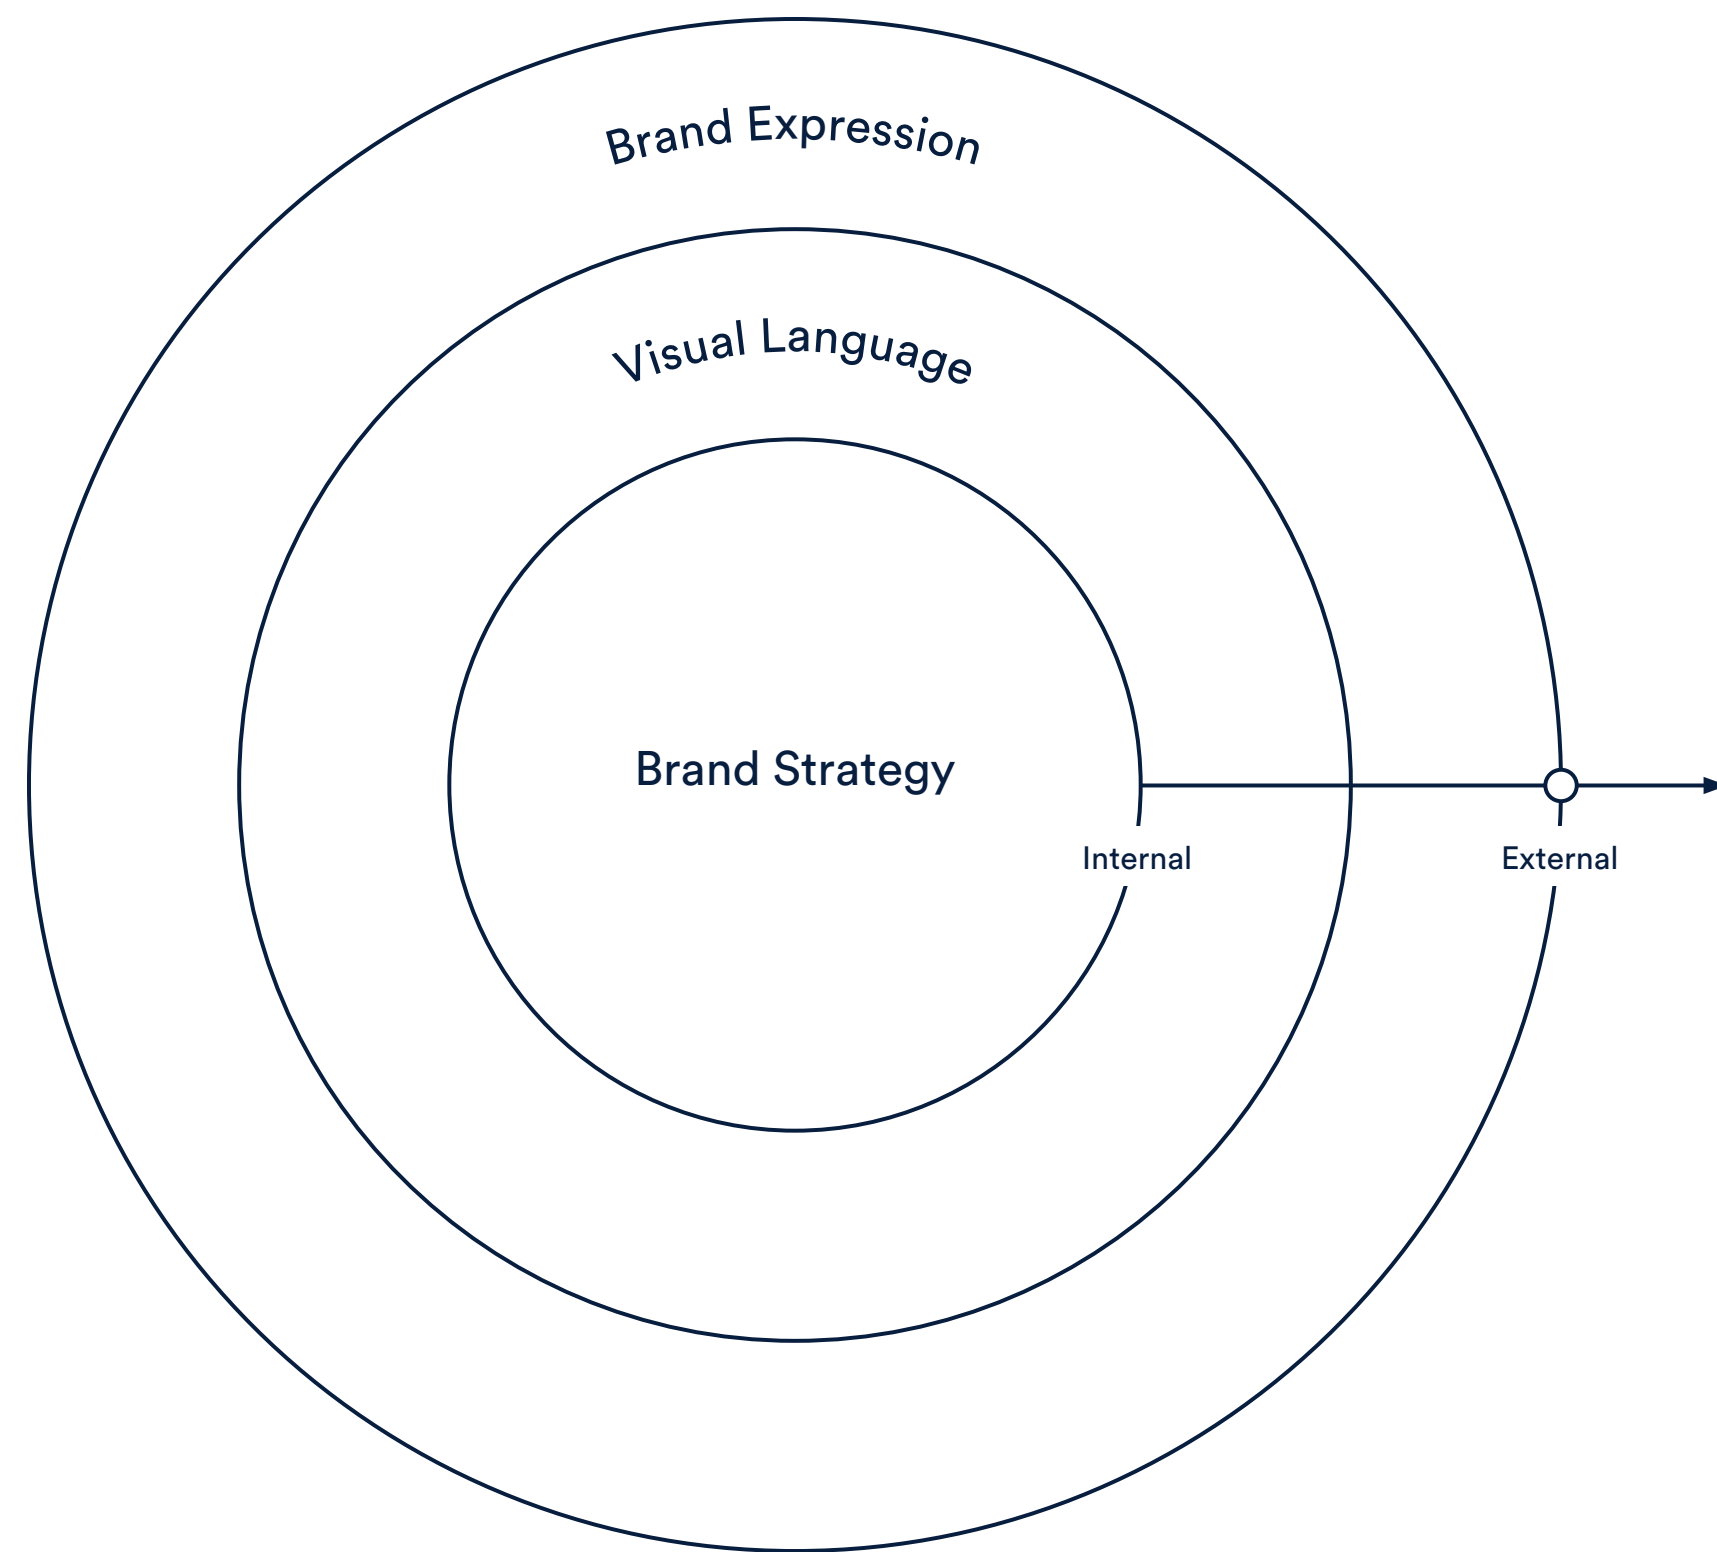 Brand Expression
Visual Language
Brand Strategy
Internal
External